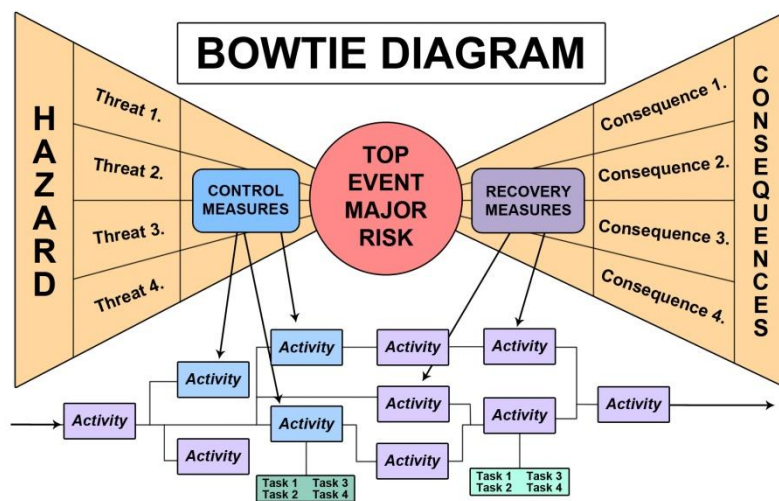 BOWTIE DIAGRAM
HAZARD
Threat 1.
Threat 2.
Threat 3.
Threat 4.
CONTROL
MEASURES
TOP
EVENT
MAJOR
RISK
RECOVERY
MEASURES
Consequence 1.
Consequence 2.
Consequence 3.
Consequence 4.
CONSEQUENCES
Activity
Activity
Activity
Activity
Activity
Activity
Activity
Activity
Activity
Activity
Activity
Task 1 Task 3
Task 2 Task 4
Task 1 Task 3
Task 2 Task 4